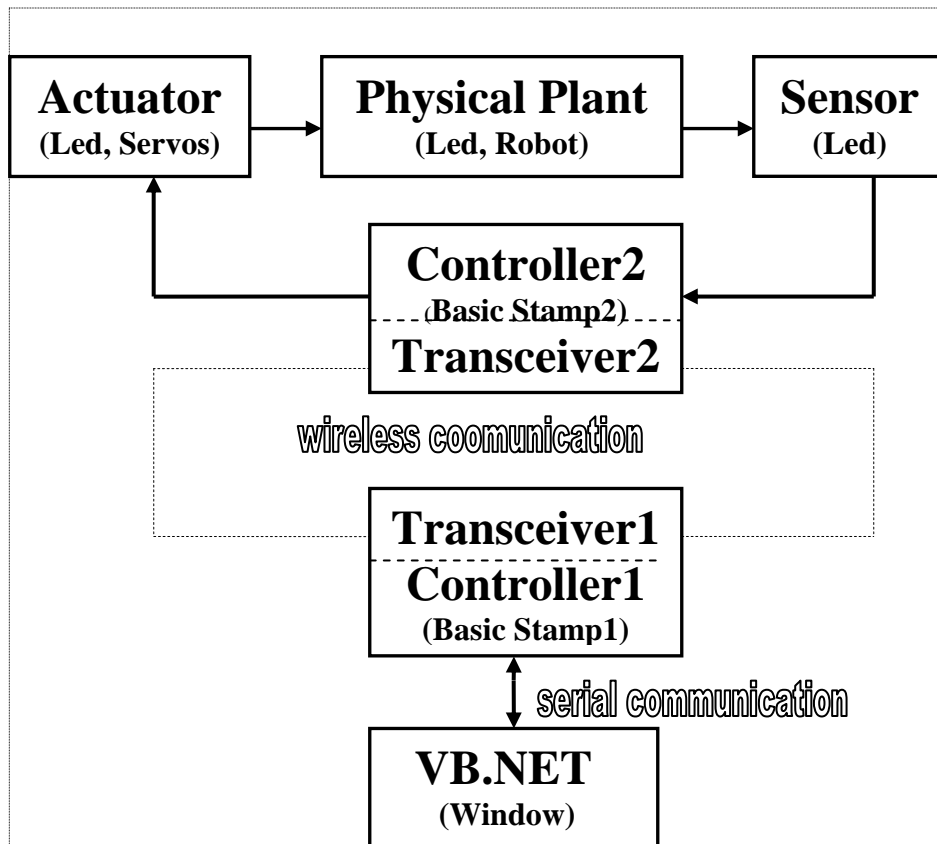 Actuator
(Led, Servos)
Physical Plant
(Led, Robot)
Sensor
(Led)
Controller2
(Basic Stamp2)
Transceiver2
wireless coomunication
Transceiver1
Controller1
(Basic Stamp1)
serial communication
VB.NET
(Window)